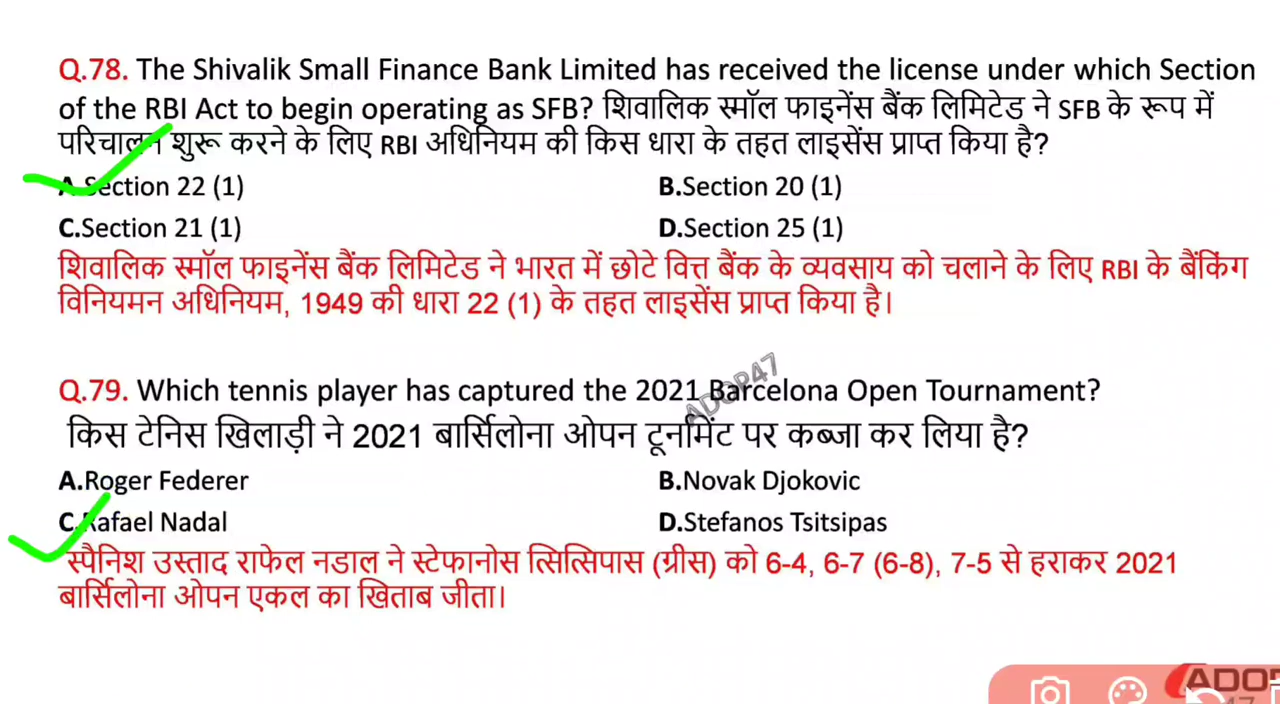 Q.78. The Shivalik Small Finance Bank Limited has received the license under which Section
of the RBI Act to begin operating as SFB? शिवालिक स्मॉल फाइनेंस बैंक लिमिटेड ने SFB के रूप में
परिचालन शुरू करने के लिए RBI अधिनियम की किस धारा के तहत लाइसेंस प्राप्त किया है?
A.Section 22 (1) B.Section 20 (1)
C.Section 21 (1) D.Section 25 (1)
शिवालिक स्मॉल फाइनेंस बैंक लिमिटेड ने भारत में छोटे वित्त बैंक के व्यवसाय को चलाने के लिए RBI के बैंकिंग
विनियमन अधिनियम, 1949 की धारा 22 (1) के तहत लाइसेंस प्राप्त किया है।
ADOP47
Q.79. Which tennis player has captured the 2021 Barcelona Open Tournament?
किस टेनिस खिलाड़ी ने 2021 बार्सिलोना ओपन टूर्नामेंट पर कब्जा कर लिया है?
A.Roger Federer B.Novak Djokovic
C.Rafael Nadal D.Stefanos Tsitsipas
स्पैनिश उस्ताद राफेल नडाल ने स्टेफानोस त्सित्सिपास (ग्रीस) को 6-4, 6-7 (6-8), 7-5 से हराकर 2021
बार्सिलोना ओपन एकल का खिताब जीता।